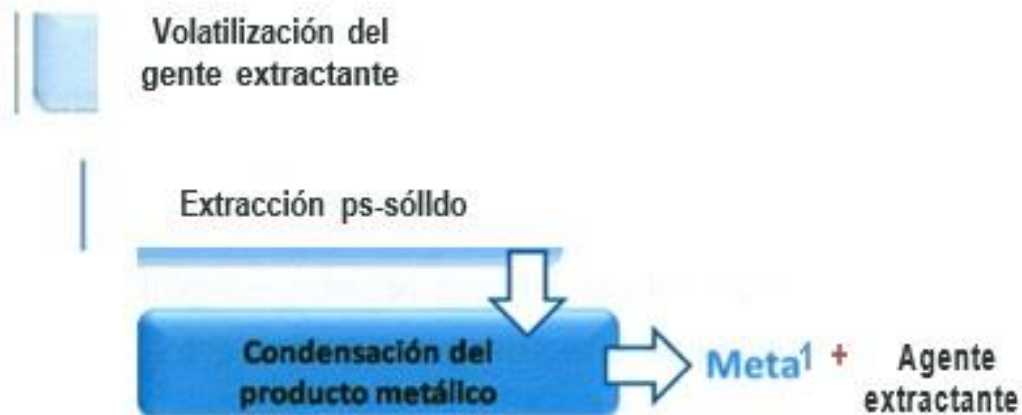 Volatilización del
gente extractante
Extracción ps-sólldo
Condensación del
producto metálico
Meta1 + Agente
extractante